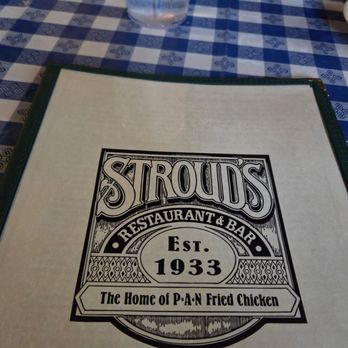 STROUD'S
RESTAURANT & BAR
EST.
1933
The Home of P·A·N Fried Chicken